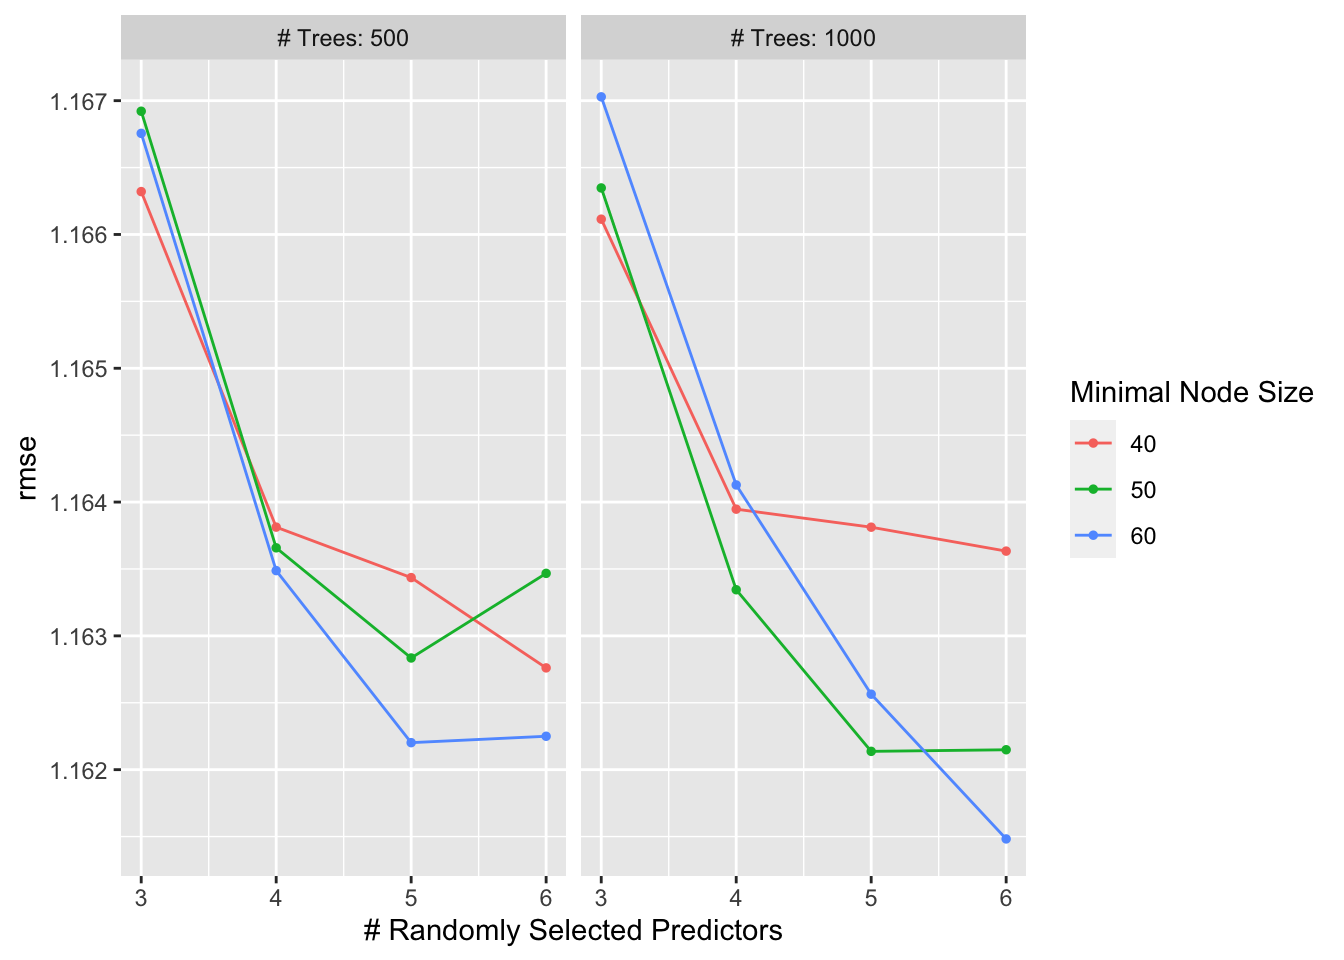 # Trees: 500
# Trees: 1000
1.167
1.166
1.165
1.164
1.163
1.162
rmse
3 4 5 6
3 4 5 6
# Randomly Selected Predictors
Minimal Node Size
40
50
60